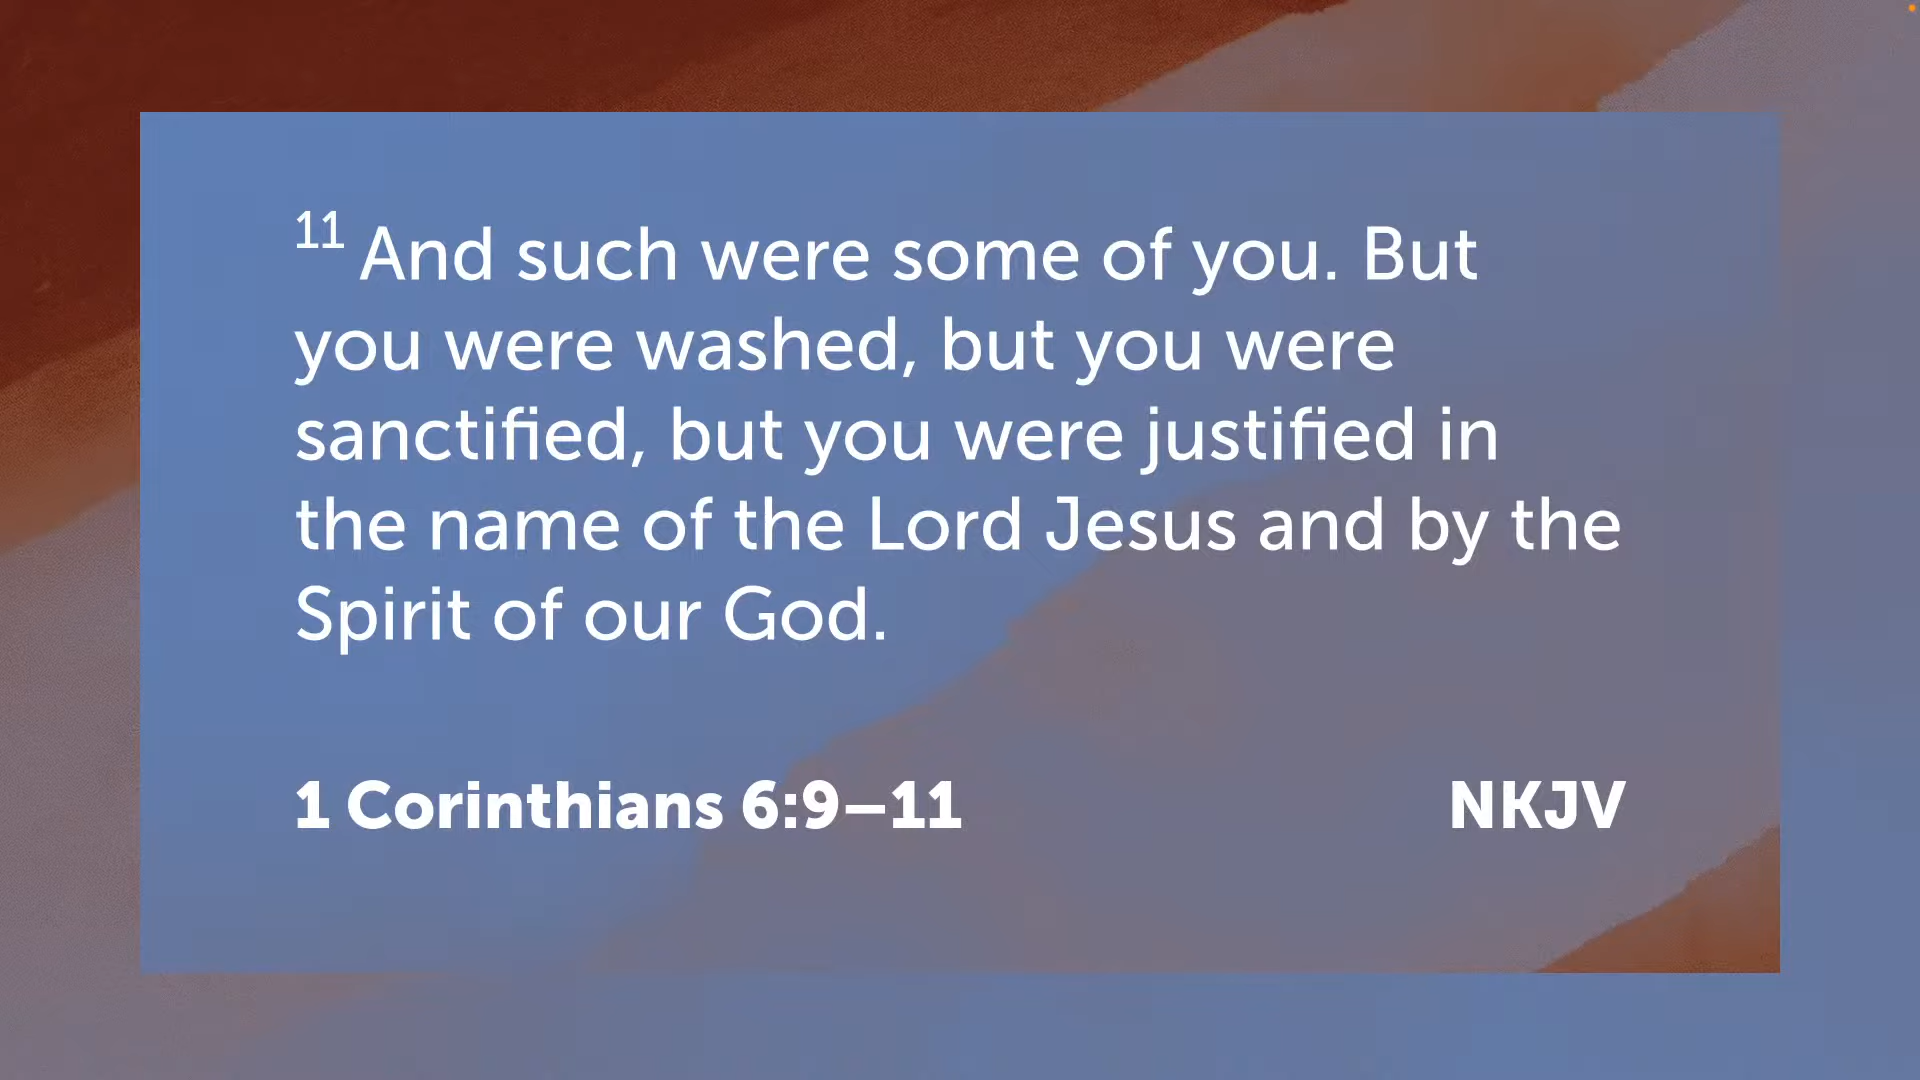 11 And such were some of you. But
you were washed, but you were
sanctified, but you were justified in
the name of the Lord Jesus and by the
Spirit of our God.
1 Corinthians 6:9–11 NKJV